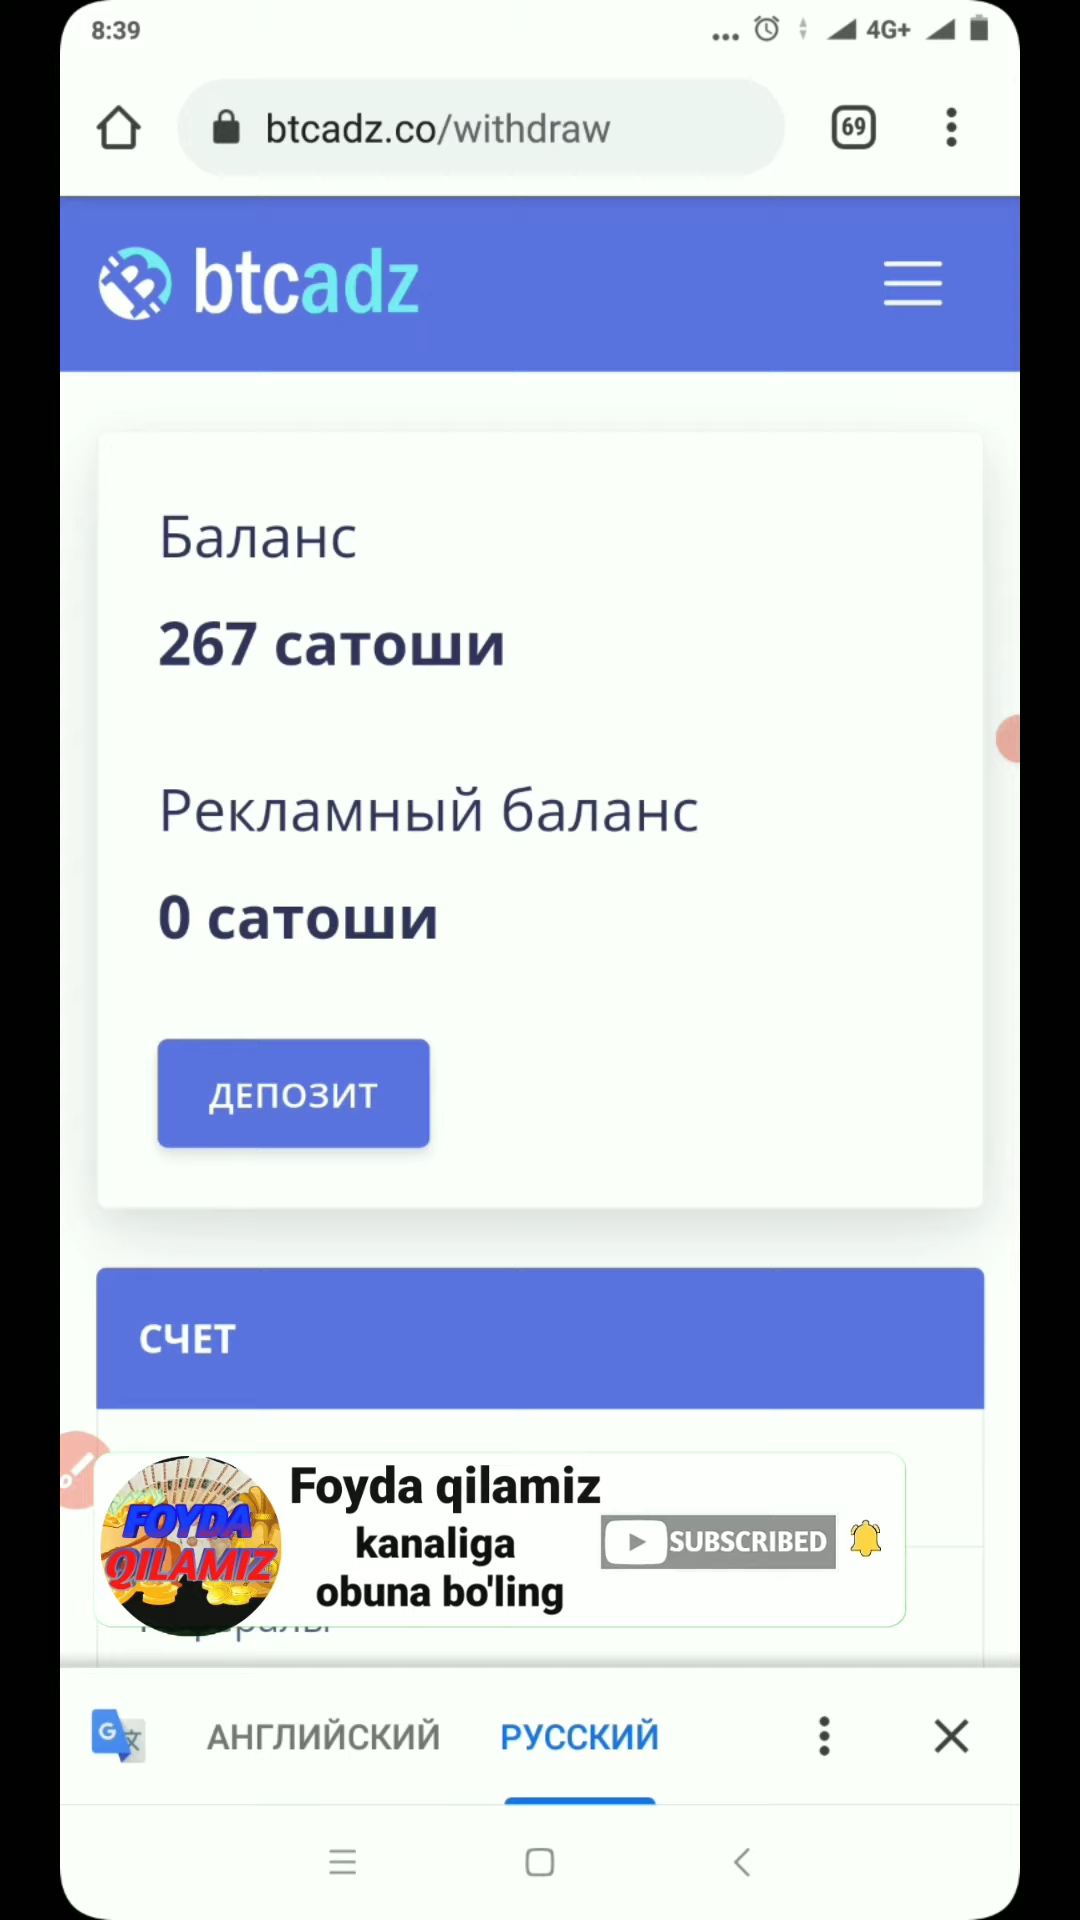 8:39
4G+
btcadz.co/withdraw
69
btcadz
Баланс
267 сатоши
Рекламный баланс
0 сатоши
ДЕПОЗИТ
СЧЕТ
FOYDA
QILAMIZ
Foyda qilamiz
kanaliga
obuna bo'ling
SUBSCRIBED
АНГЛИЙСКИЙ
РУССКИЙ